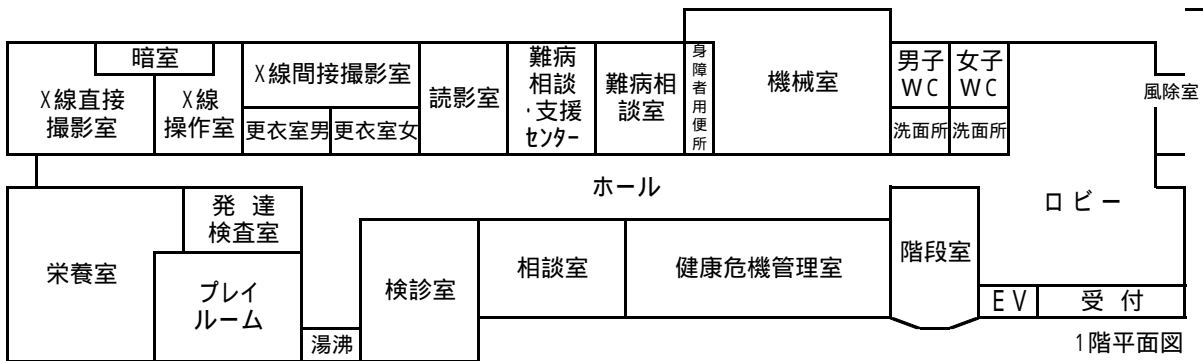 暗室
X線直接
撮影室
X線
操作室
X線間接撮影室
更衣室男
更衣室女
読影室
難病
相談
・支援
センター
難病相
談室
身障者用便所
機械室
男子
WC
女子
WC
洗面所
洗面所
風除室
ホール
ロビー
栄養室
発達
検査室
プレイ
ルーム
湯沸
検診室
相談室
健康危機管理室
階段室
EV
受付
1階平面図